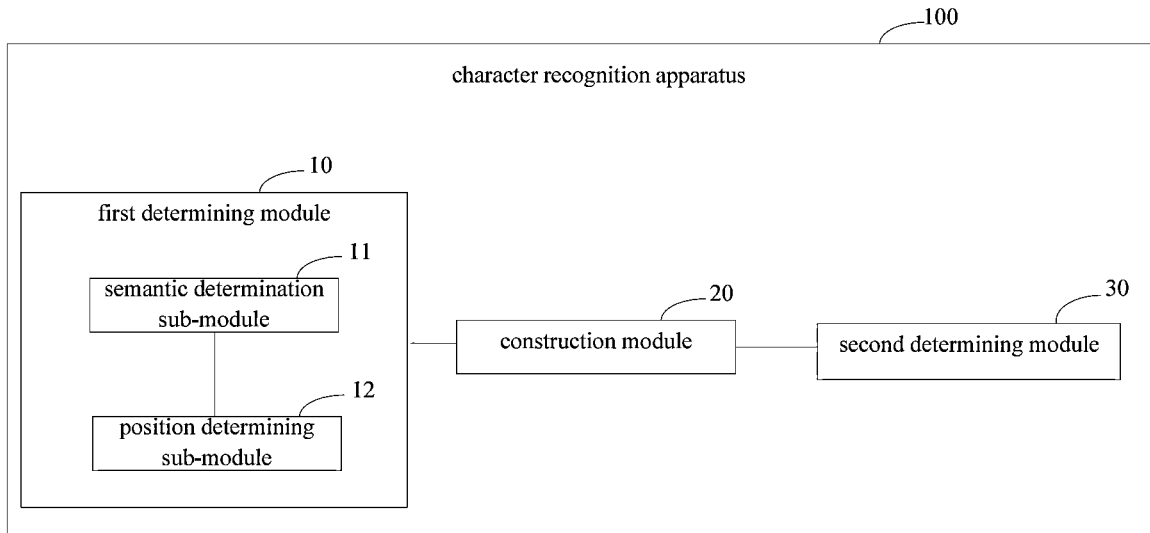 100
character recognition apparatus
10
first determining module
11
semantic determination
sub-module
20
construction module
30
second determining module
12
position determining
sub-module